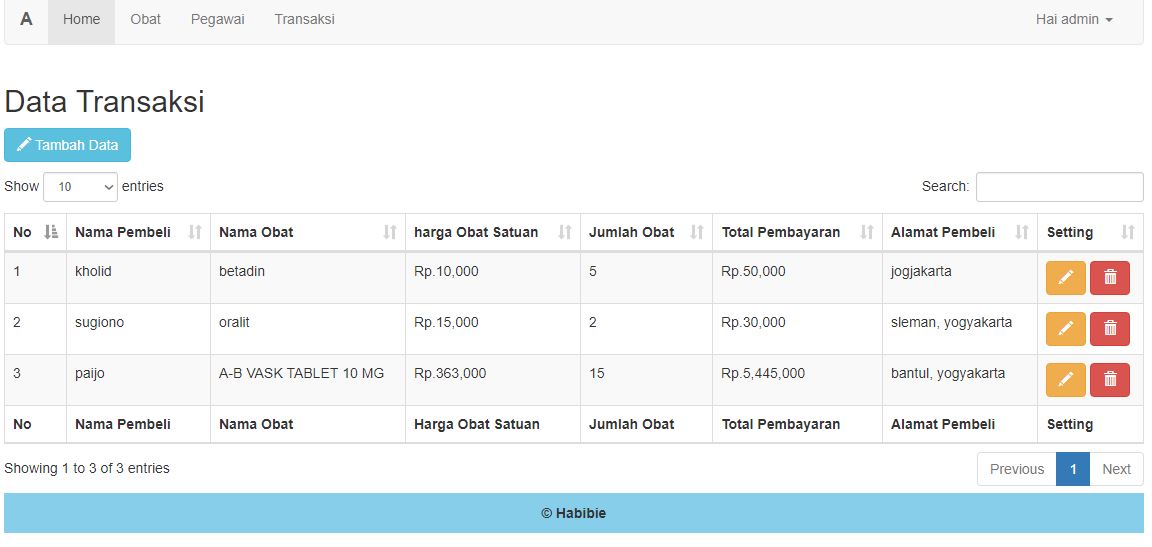 A Home Obat Pegawai Transaksi Hai admin
Data Transaksi
Tambah Data
Show 10 entries Search:
No Nama Pembeli Nama Obat harga Obat Satuan Jumlah Obat Total Pembayaran Alamat Pembeli Setting
1 kholid betadin Rp.10,000 5 Rp.50,000 jogjakarta
2 sugiono oralit Rp.15,000 2 Rp.30,000 sleman, yogyakarta
3 paijo A-B VASK TABLET 10 MG Rp.363,000 15 Rp.5,445,000 bantul, yogyakarta
No Nama Pembeli Nama Obat Harga Obat Satuan Jumlah Obat Total Pembayaran Alamat Pembeli Setting
Showing 1 to 3 of 3 entries Previous 1 Next
© Habibie